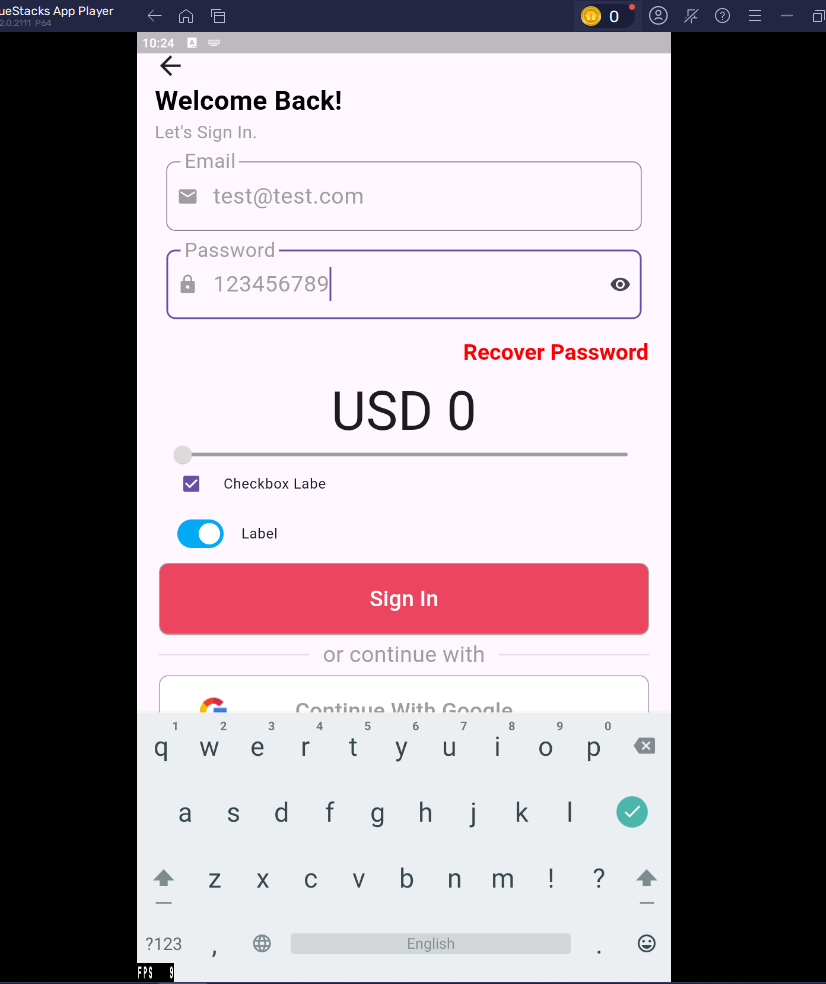 ueStacks App Player
2.0.2111 P64
0
10:24 A
Welcome Back!
Let's Sign In.
Email
test@test.com
Password
123456789
Recover Password
USD 0
Checkbox Labe
Label
Sign In
or continue with
Continue With Google
1 2 3 4 5 6 7 8 9 0
q w e r t y u i o p
a s d f g h j k l
z x c v b n m ! ?
?123 , English .
FPS 9